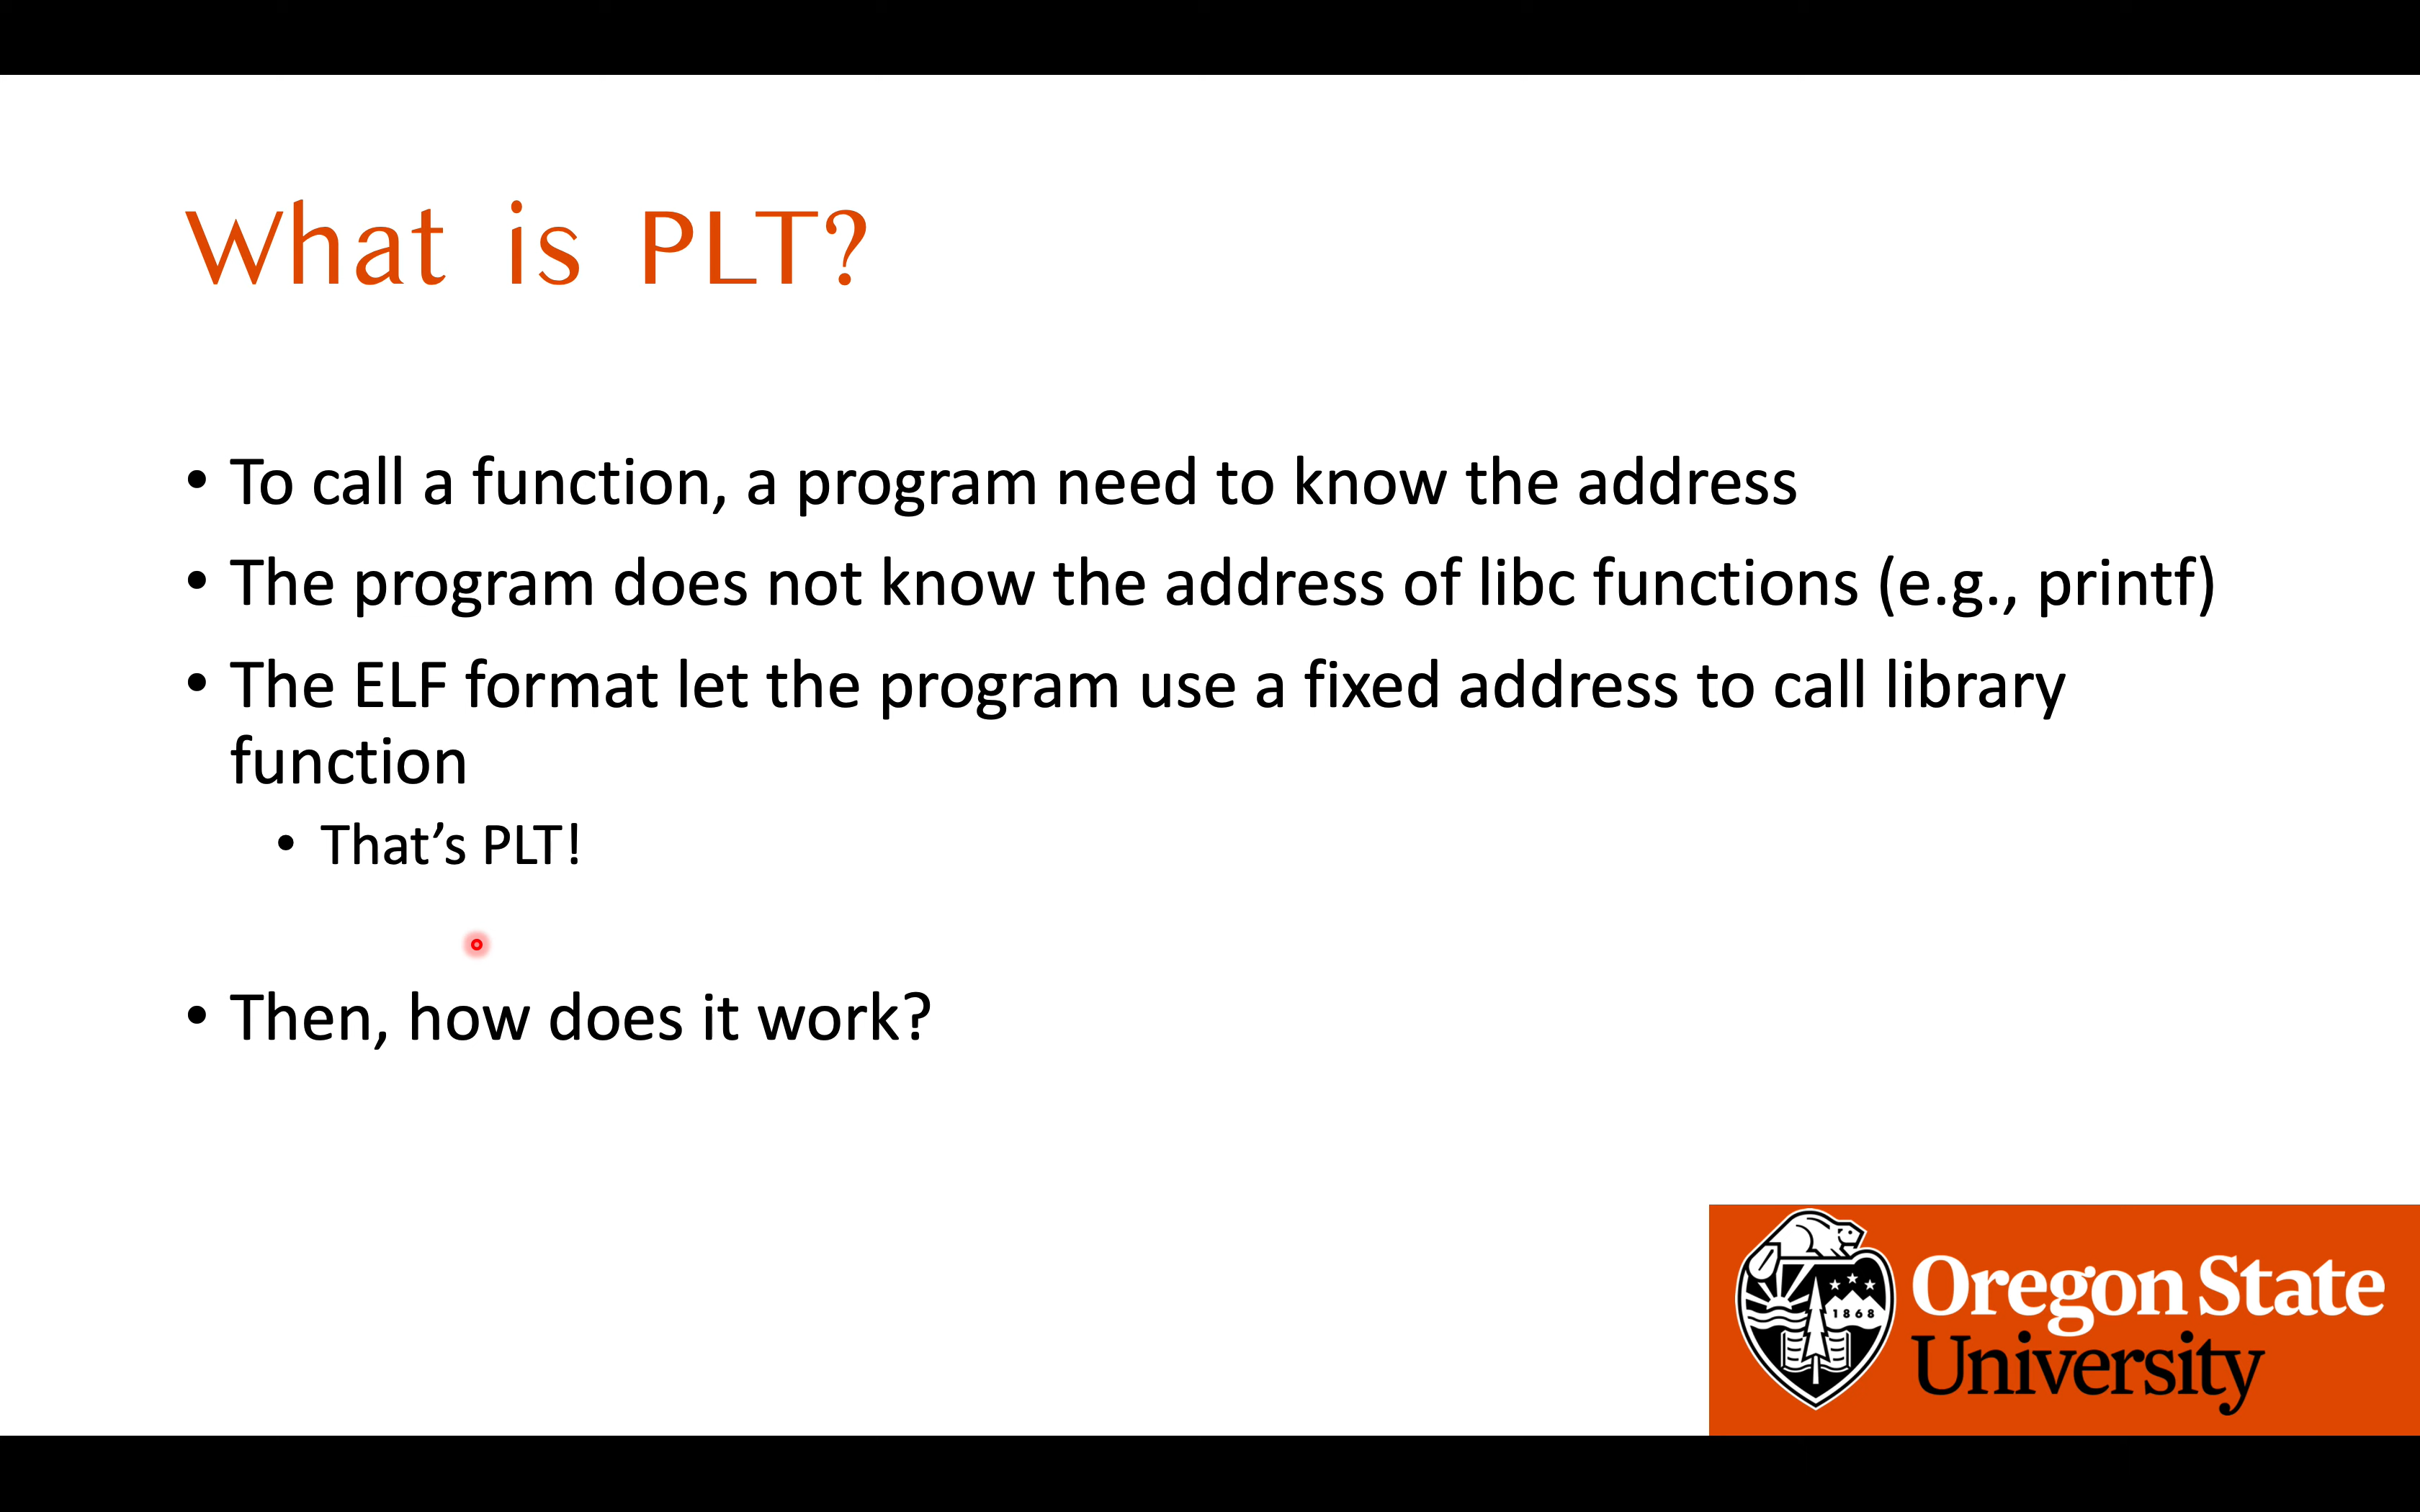 What is PLT?
• To call a function, a program need to know the address
• The program does not know the address of libc functions (e.g., printf)
• The ELF format let the program use a fixed address to call library
function
• That’s PLT!
• Then, how does it work?
1868
Oregon State
University